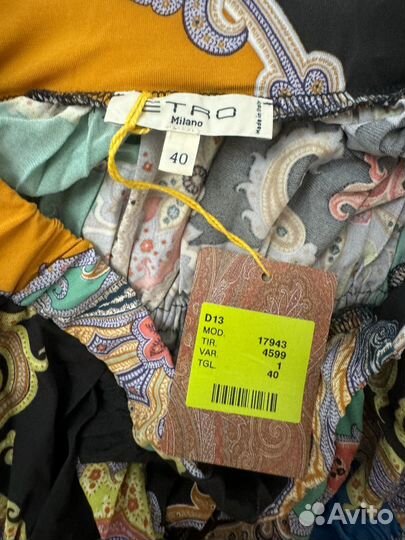 ETRO
Milano
Made in Italy
40
D13
MOD. 17943
TIR. 4599
VAR. 1
TGL. 40
Avito